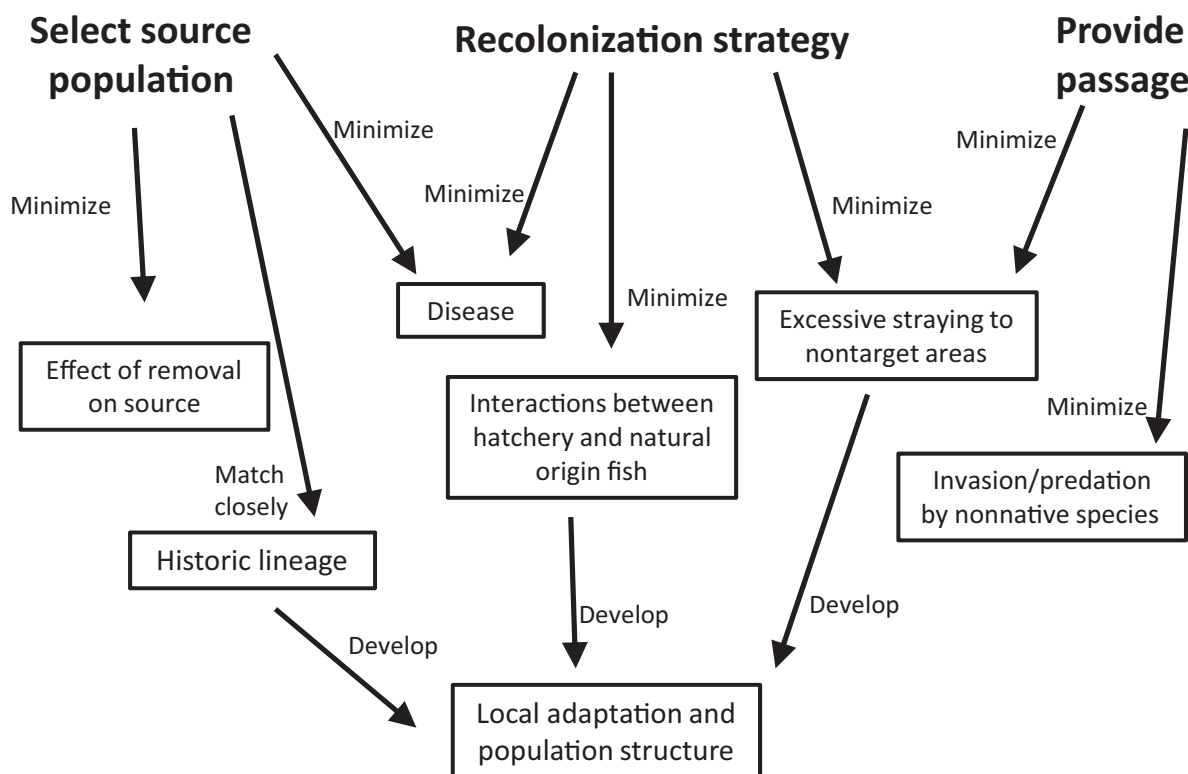 Select source
population
Recolonization strategy
Provide
passage
Minimize
Minimize
Minimize
Minimize
Minimize
Minimize
Minimize
Disease
Excessive straying to
nontarget areas
Effect of removal
on source
Interactions between
hatchery and natural
origin fish
Match
closely
Invasion/predation
by nonnative species
Historic lineage
Develop
Develop
Develop
Local adaptation and
population structure